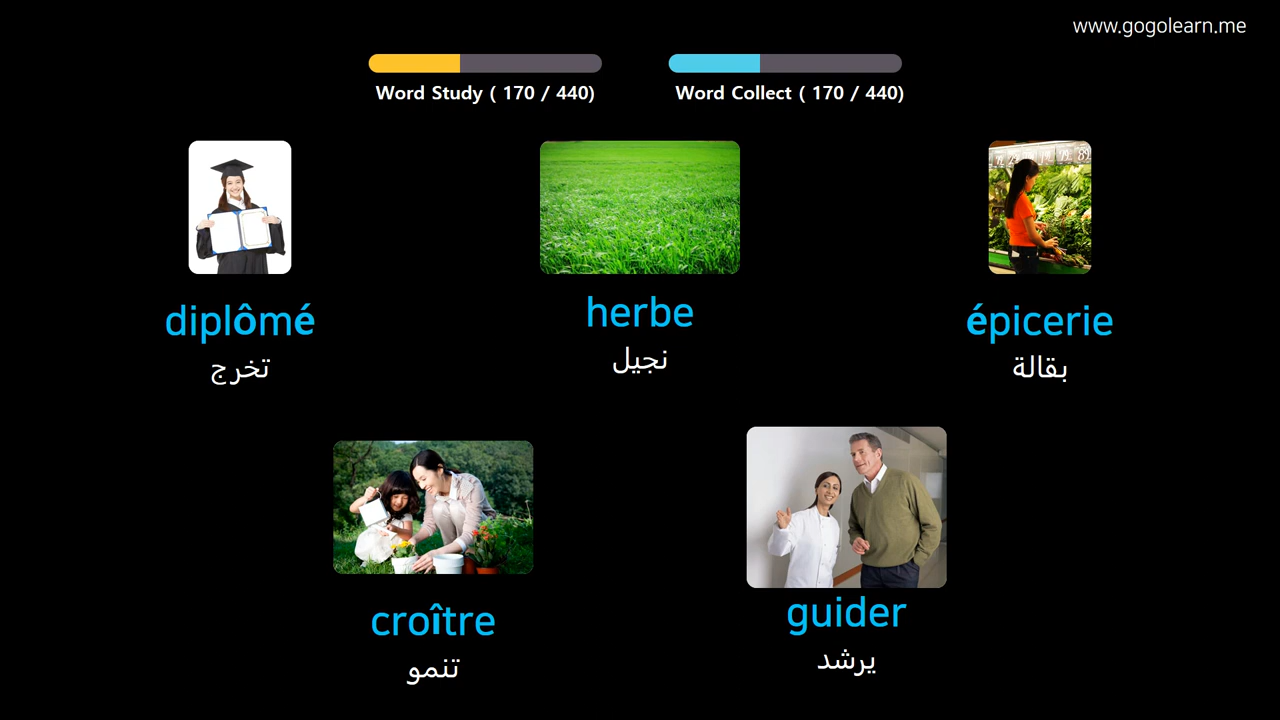 www.gogolearn.me
Word Study ( 170 / 440)
Word Collect ( 170 / 440)
diplômé
تخرج
herbe
نجيل
épicerie
بقالة
croître
تنمو
guider
يرشد